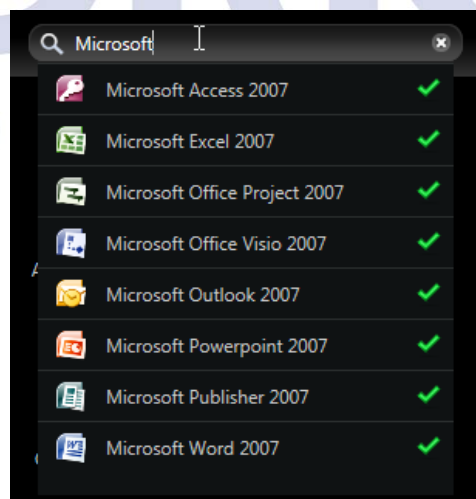 Microsoft
Microsoft Access 2007
Microsoft Excel 2007
Microsoft Office Project 2007
Microsoft Office Visio 2007
Microsoft Outlook 2007
Microsoft Powerpoint 2007
Microsoft Publisher 2007
Microsoft Word 2007